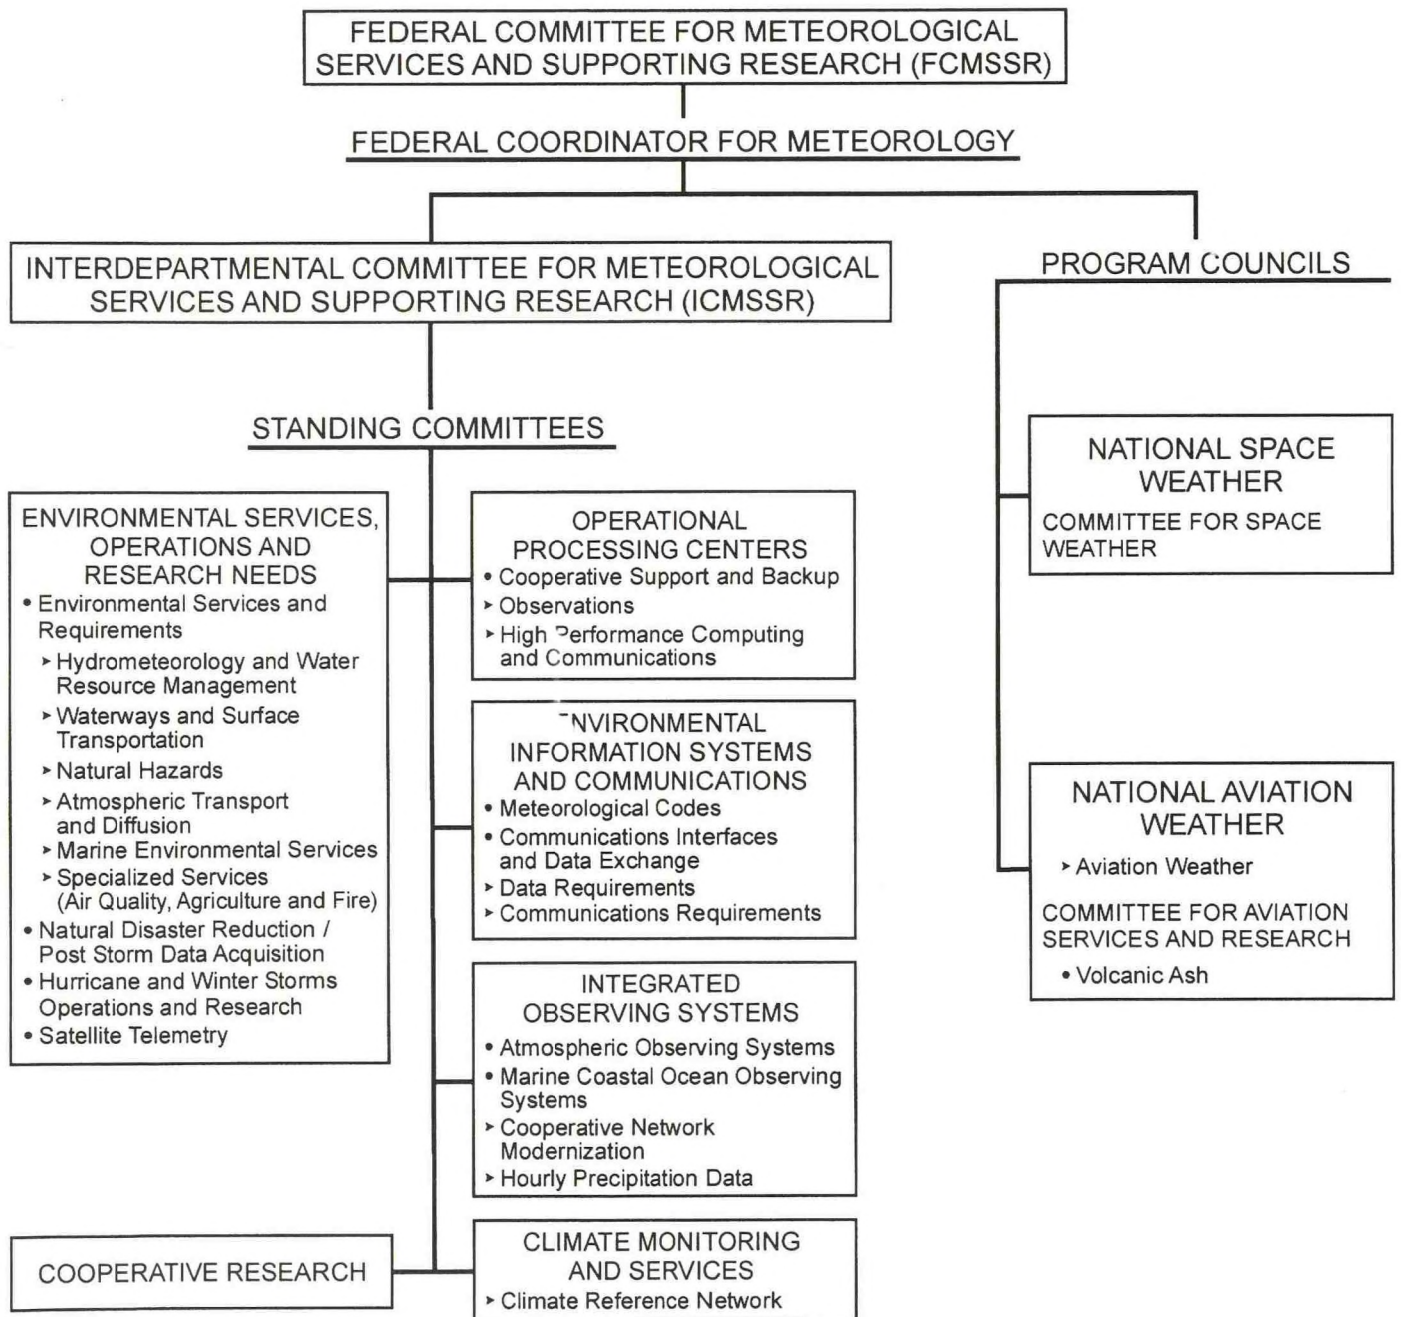 FEDERAL COMMITTEE FOR METEOROLOGICAL
SERVICES AND SUPPORTING RESEARCH (FCMSSR)
FEDERAL COORDINATOR FOR METEOROLOGY
INTERDEPARTMENTAL COMMITTEE FOR METEOROLOGICAL
SERVICES AND SUPPORTING RESEARCH (ICMSSR)
STANDING COMMITTEES
ENVIRONMENTAL SERVICES,
OPERATIONS AND
RESEARCH NEEDS
• Environmental Services and
Requirements
➤ Hydrometeorology and Water
Resource Management
➤ Waterways and Surface
Transportation
➤ Natural Hazards
➤ Atmospheric Transport
and Diffusion
➤ Marine Environmental Services
➤ Specialized Services
(Air Quality, Agriculture and Fire)
• Natural Disaster Reduction /
Post Storm Data Acquisition
• Hurricane and Winter Storms
Operations and Research
• Satellite Telemetry
COOPERATIVE RESEARCH
OPERATIONAL
PROCESSING CENTERS
• Cooperative Support and Backup
➤ Observations
➤ High Performance Computing
and Communications
ENVIRONMENTAL
INFORMATION SYSTEMS
AND COMMUNICATIONS
• Meteorological Codes
• Communications Interfaces
and Data Exchange
➤ Data Requirements
➤ Communications Requirements
INTEGRATED
OBSERVING SYSTEMS
• Atmospheric Observing Systems
• Marine Coastal Ocean Observing
Systems
➤ Cooperative Network
Modernization
➤ Hourly Precipitation Data
CLIMATE MONITORING
AND SERVICES
➤ Climate Reference Network
PROGRAM COUNCILS
NATIONAL SPACE
WEATHER
COMMITTEE FOR SPACE
WEATHER
NATIONAL AVIATION
WEATHER
➤ Aviation Weather
COMMITTEE FOR AVIATION
SERVICES AND RESEARCH
• Volcanic Ash